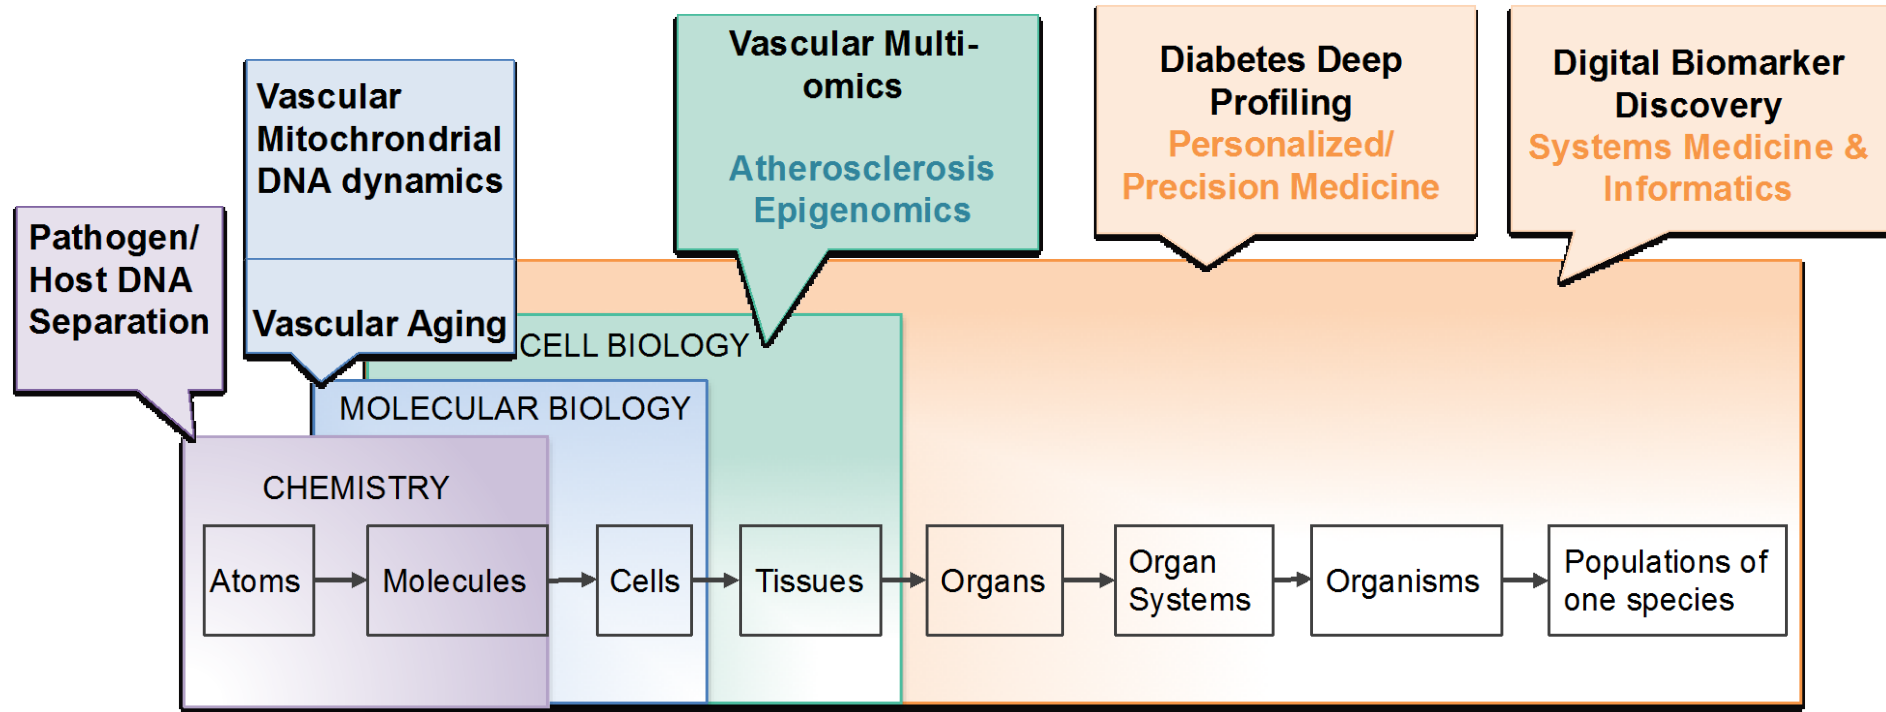 Pathogen/
Host DNA
Separation
Vascular
Mitochrondrial
DNA dynamics
Vascular Aging
Vascular Multi-
omics
Atherosclerosis
Epigenomics
Diabetes Deep
Profiling
Personalized/
Precision Medicine
Digital Biomarker
Discovery
Systems Medicine &
Informatics
CELL BIOLOGY
MOLECULAR BIOLOGY
CHEMISTRY
Atoms
Molecules
Cells
Tissues
Organs
Organ
Systems
Organisms
Populations of
one species